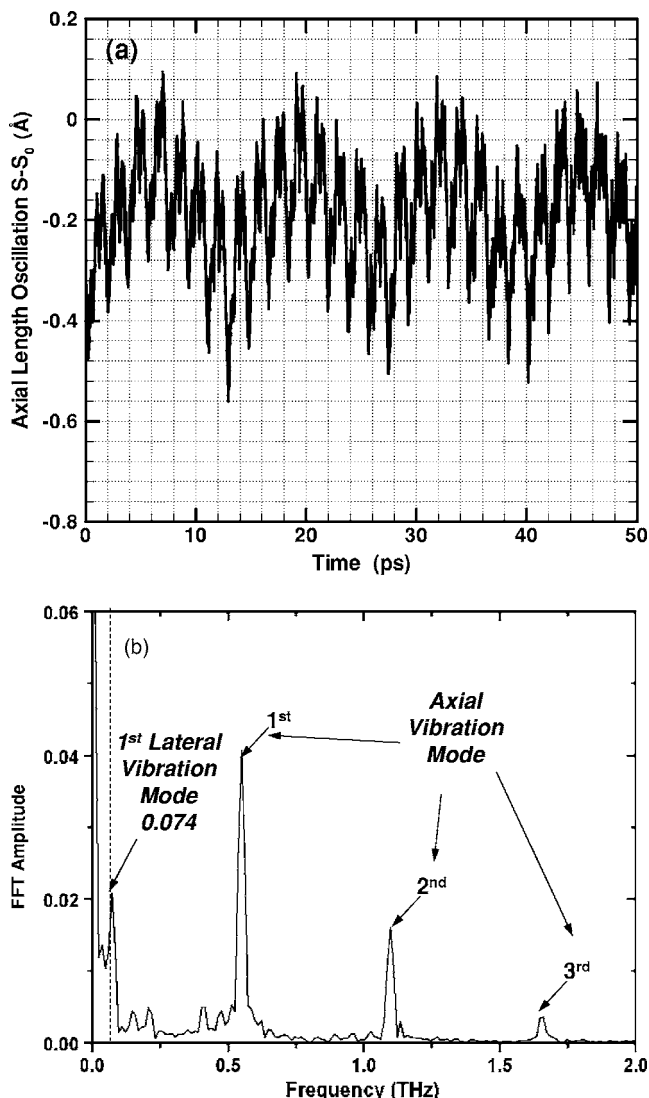 (a)
0.2
0
-0.2
-0.4
-0.6
-0.8
Axial Length Oscillation S-S₀ (Å)
0 10 20 30 40 50
Time (ps)
(b)
0.06
0.04
0.02
0.00
FFT Amplitude
1st Lateral
Vibration
Mode
0.074
1st
Axial
Vibration
Mode
2nd
3rd
0.0 0.5 1.0 1.5 2.0
Frequency (THz)